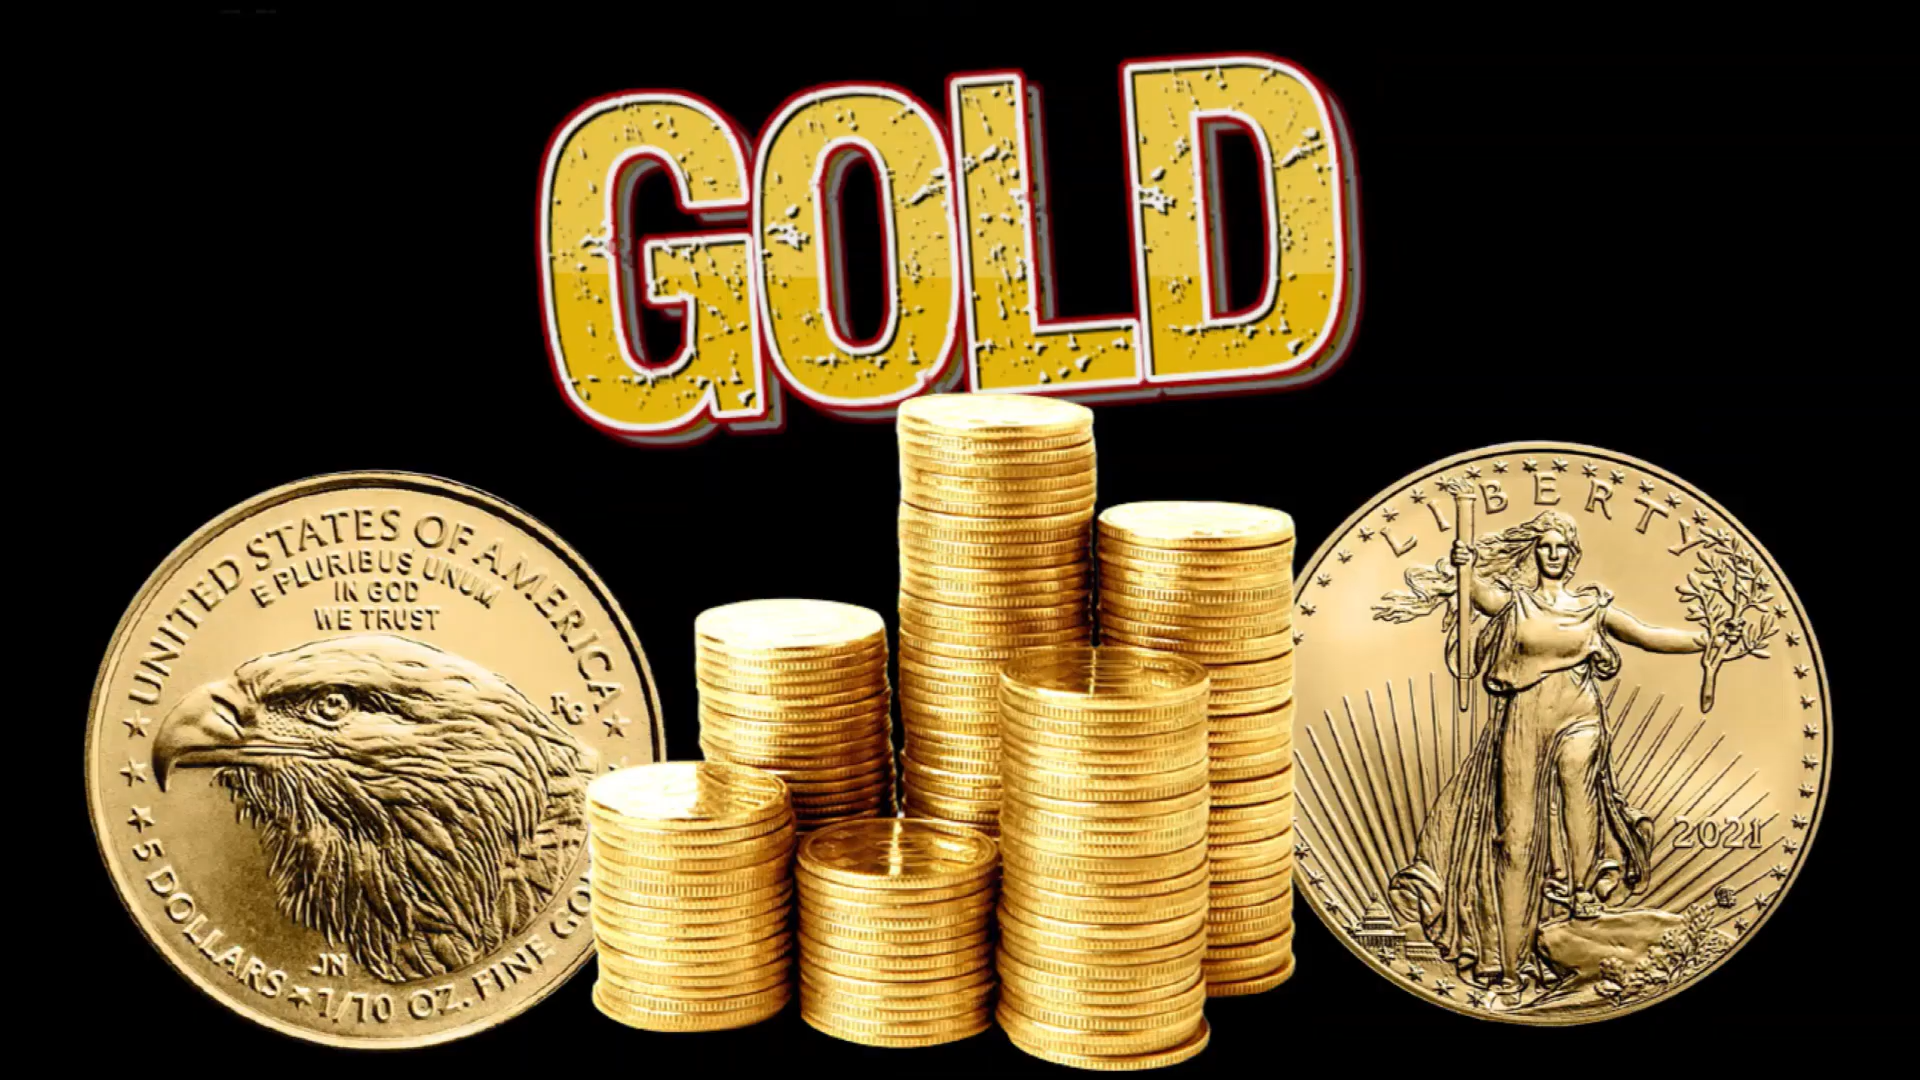 GOLD
UNITED STATES OF AMERICA
E PLURIBUS UNUM
IN GOD
WE TRUST
RG
5 DOLLARS ★ 1/10 OZ. FINE GO
JN
LIBERTY
2021